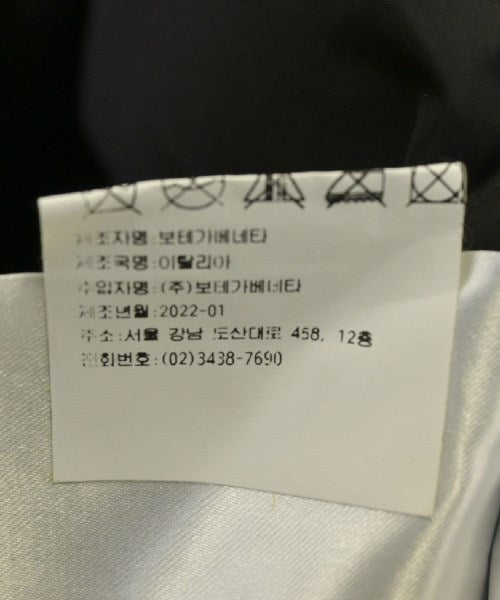 제조자명:보테가베네타
제조국명:이탈리아
수입자명:(주)보테가베네타
제조년월:2022-01
주소:서울 강남 도산대로 458, 12층
전화번호:(02)3438-7690